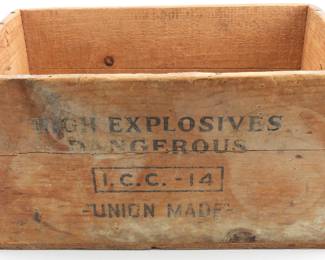 HIGH EXPLOSIVES
DANGEROUS
I.C.C. -14
-UNION MADE-